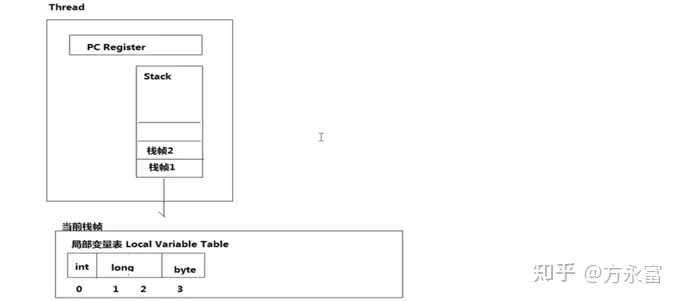 Thread
PC Register
Stack
栈帧2
栈帧1
当前栈帧
局部变量表 Local Variable Table
int long byte
0 1 2 3
知乎 @方永富